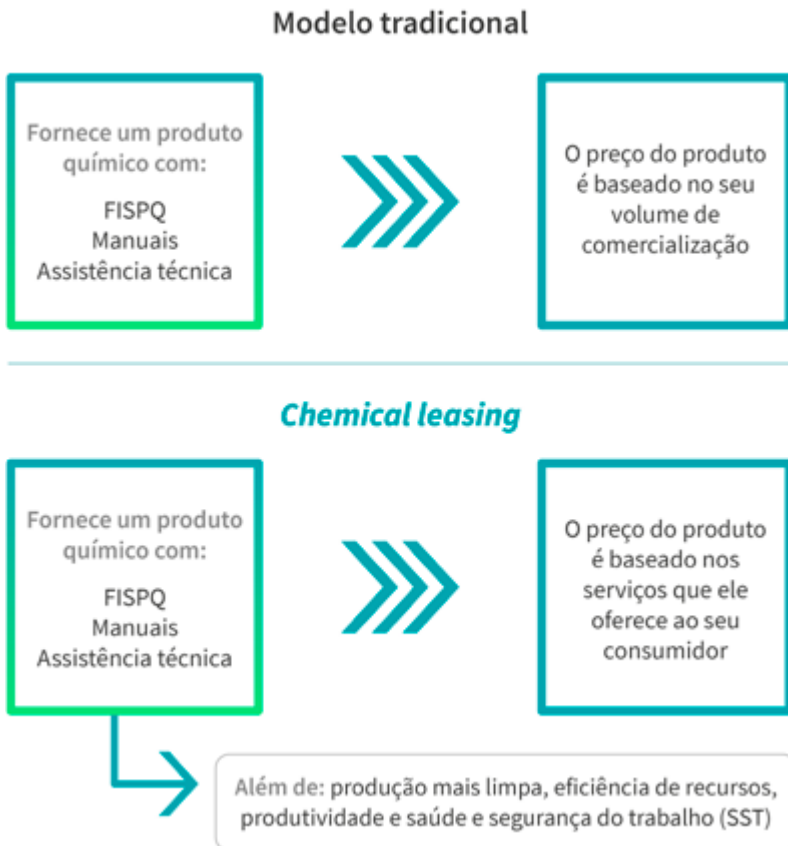 Modelo tradicional
Fornece um produto
químico com:
FISPQ
Manuais
Assistência técnica
O preço do produto
é baseado no seu
volume de
comercialização
Chemical leasing
Fornece um produto
químico com:
FISPQ
Manuais
Assistência técnica
O preço do produto
é baseado nos
serviços que ele
oferece ao seu
consumidor
Além de: produção mais limpa, eficiência de recursos,
produtividade e saúde e segurança do trabalho (SST)